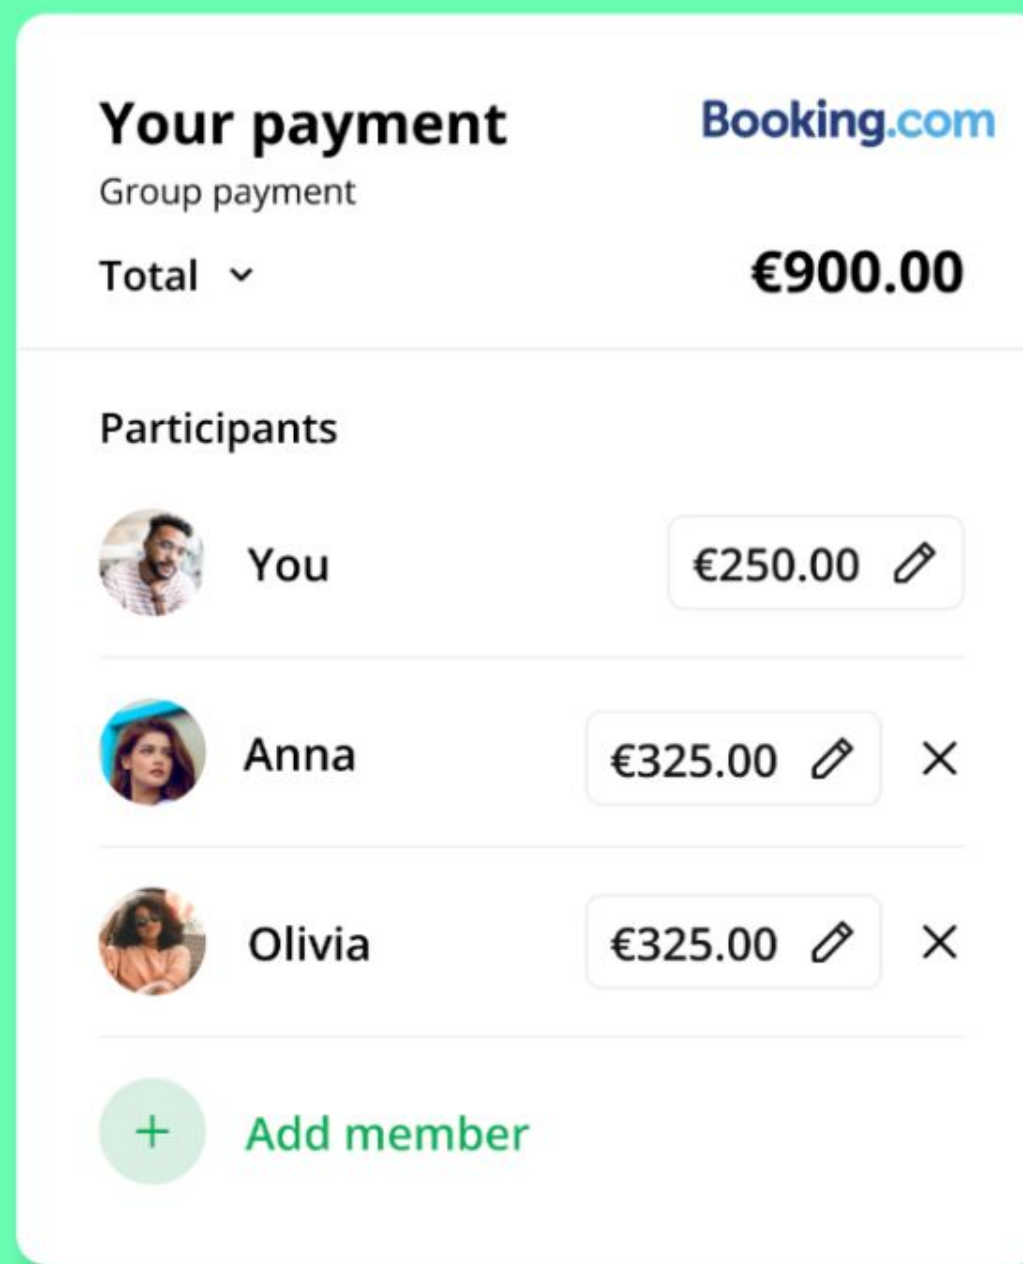 Your payment
Booking.com
Group payment
Total
€900.00
Participants
You
€250.00
Anna
€325.00
Olivia
€325.00
Add member